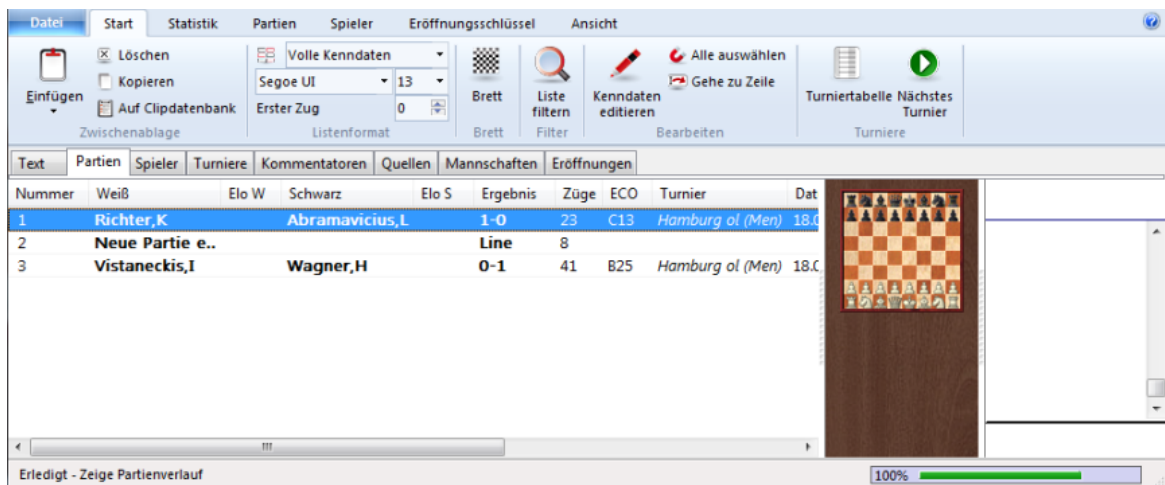 Datei Start Statistik Partien Spieler Eröffnungsschlüssel Ansicht
Einfügen
Löschen
Kopieren
Auf Clipdatenbank
Zwischenablage
Volle Kenndaten
Segoe UI 13
Erster Zug 0
Listenformat
Brett
Brett
Liste filtern
Filter
Kenndaten editieren
Alle auswählen
Gehe zu Zeile
Bearbeiten
Turniertabelle
Nächstes Turnier
Turniere
Text Partien Spieler Turniere Kommentatoren Quellen Mannschaften Eröffnungen
Nummer Weiß Elo W Schwarz Elo S Ergebnis Züge ECO Turnier Dat
1 Richter,K Abramavicius,L 1-0 23 C13 Hamburg ol (Men) 18.0
2 Neue Partie e.. Line 8
3 Vistaneckis,I Wagner,H 0-1 41 B25 Hamburg ol (Men) 18.0
Erledigt - Zeige Partienverlauf 100%